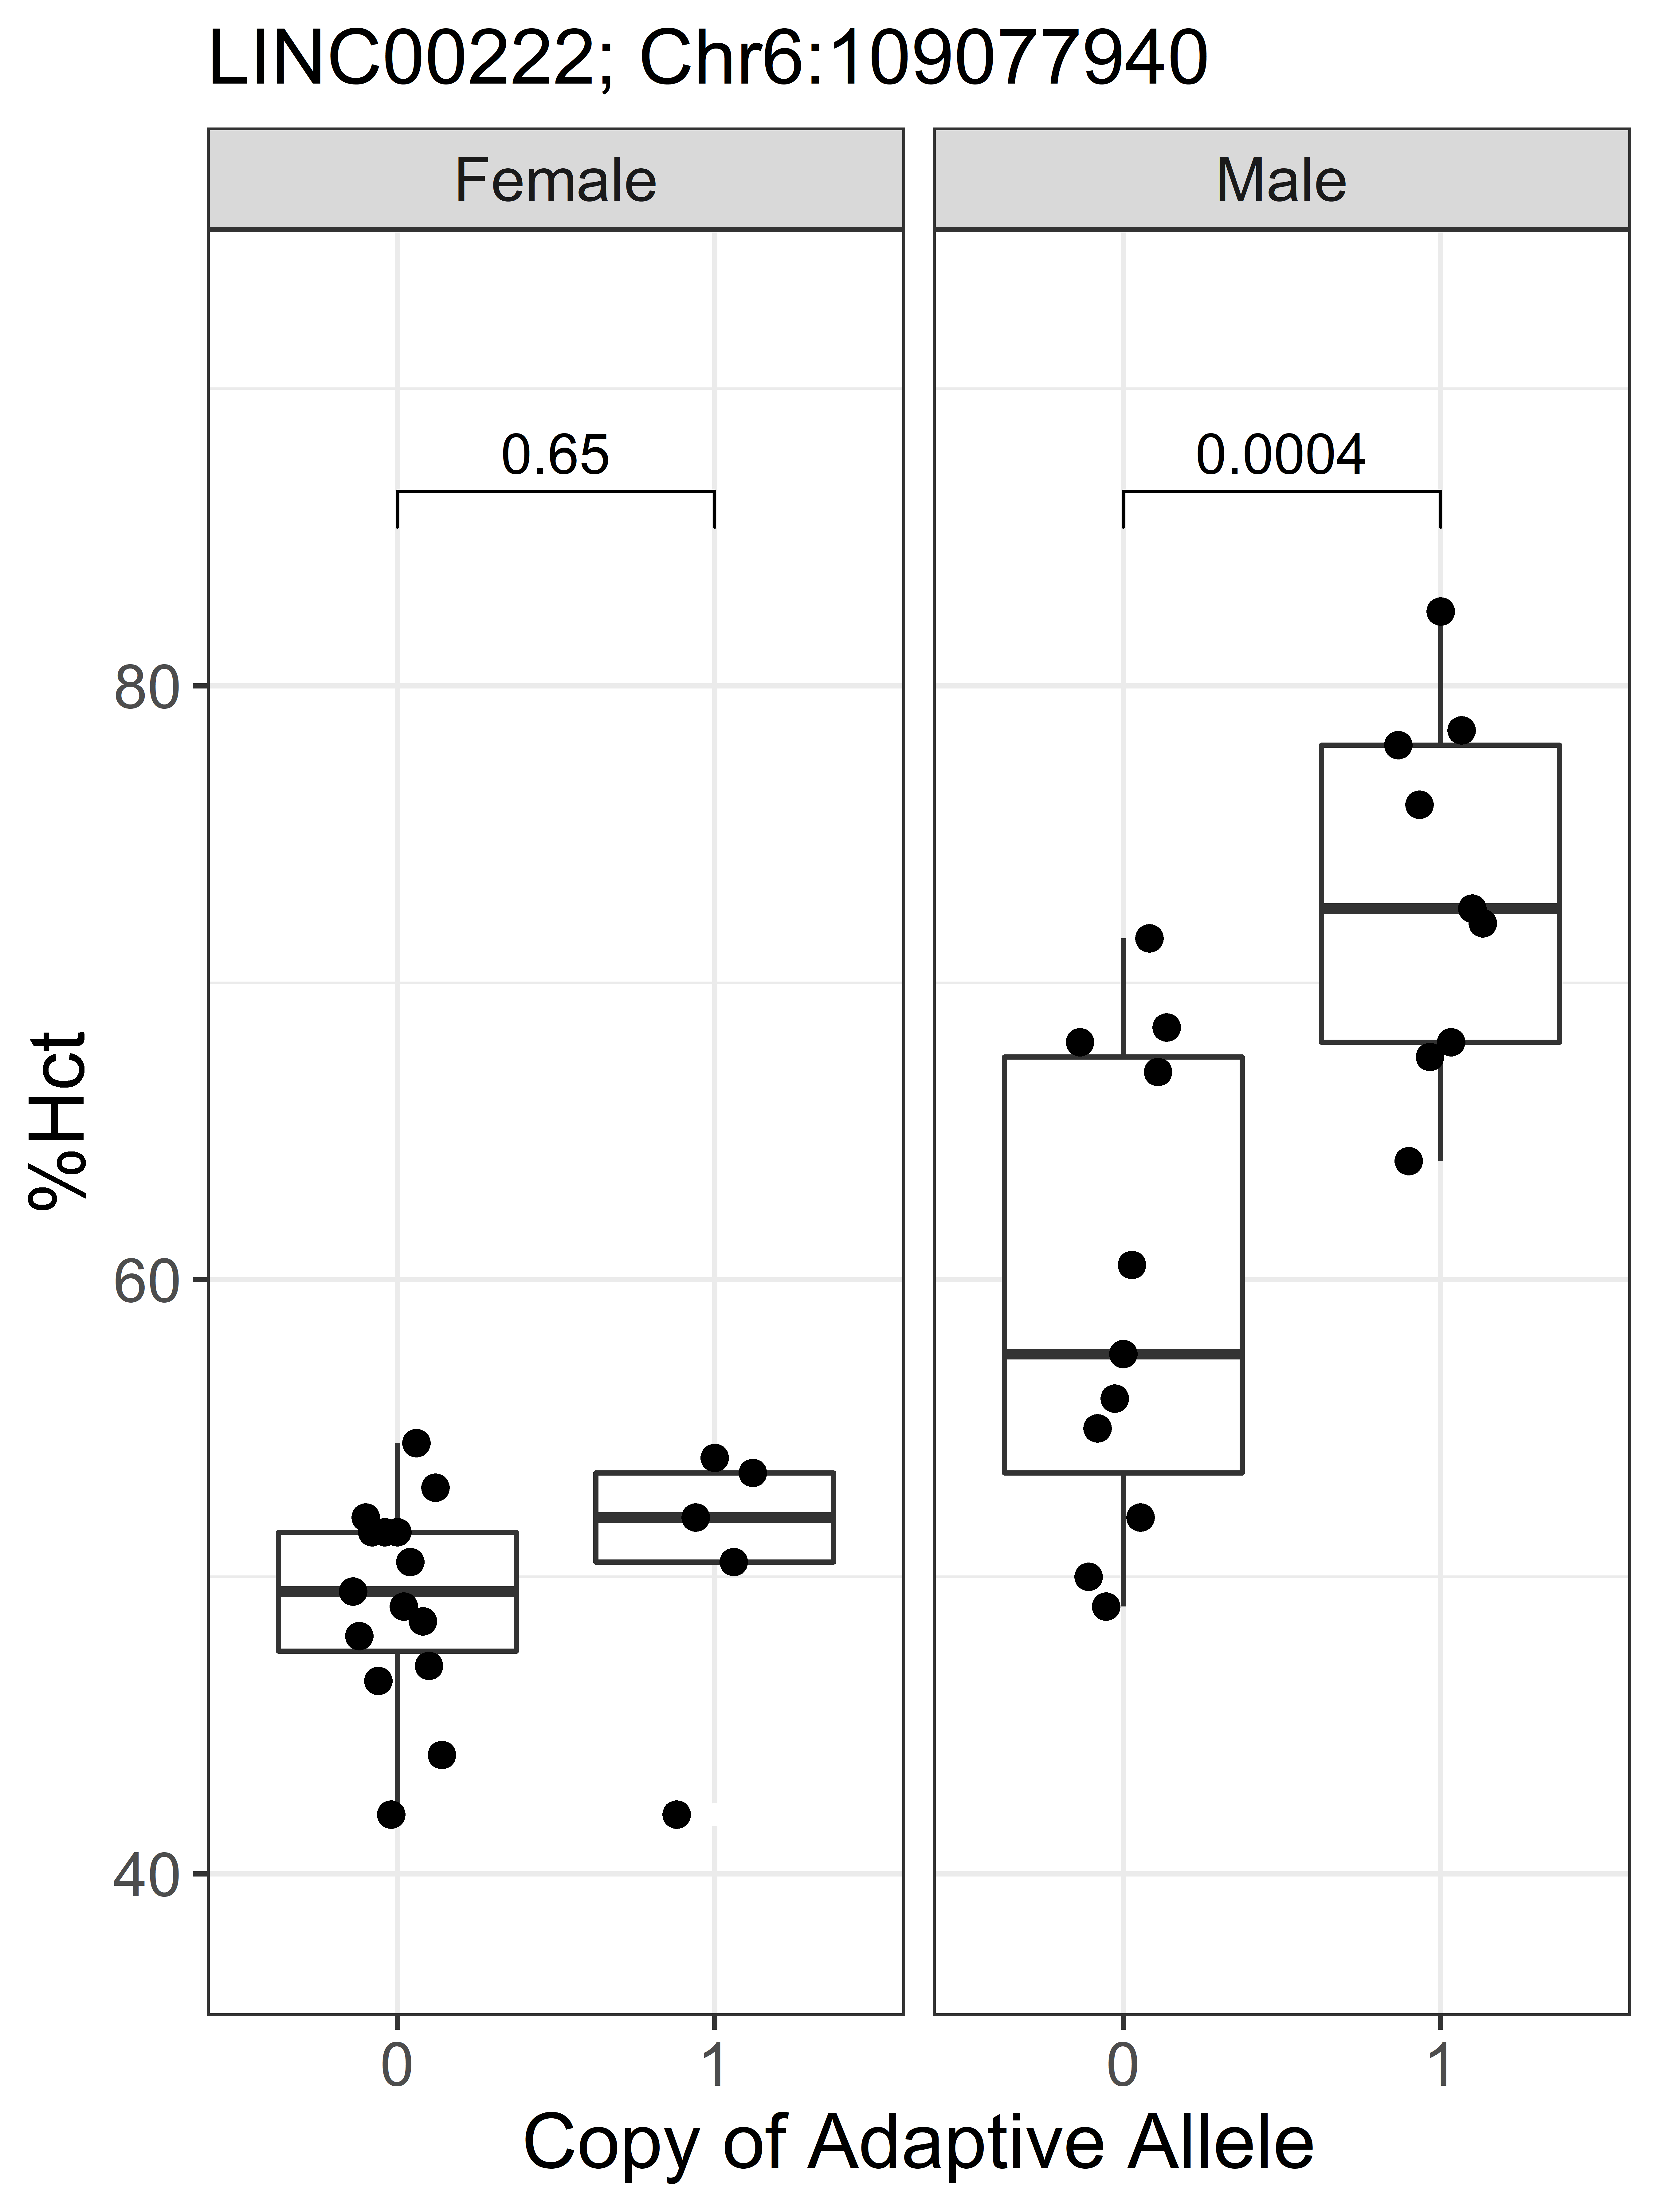 LINC00222; Chr6:109077940
Female
Male
0.65
0.0004
80
60
40
%Hct
0
1
0
1
Copy of Adaptive Allele